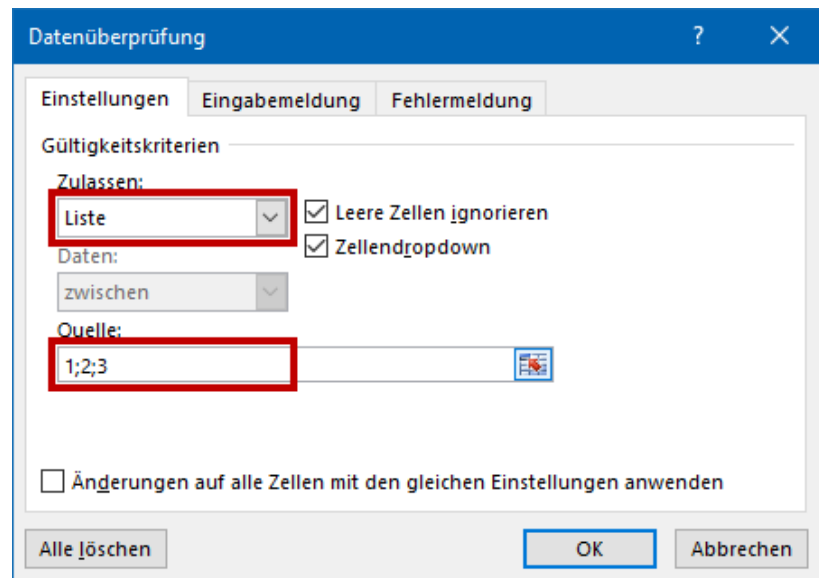 Datenüberprüfung ?
Einstellungen Eingabemeldung Fehlermeldung
Gültigkeitskriterien
Zulassen:
Liste Leere Zellen ignorieren
Zellendropdown
Daten:
zwischen
Quelle:
1;2;3
Änderungen auf alle Zellen mit den gleichen Einstellungen anwenden
Alle löschen OK Abbrechen